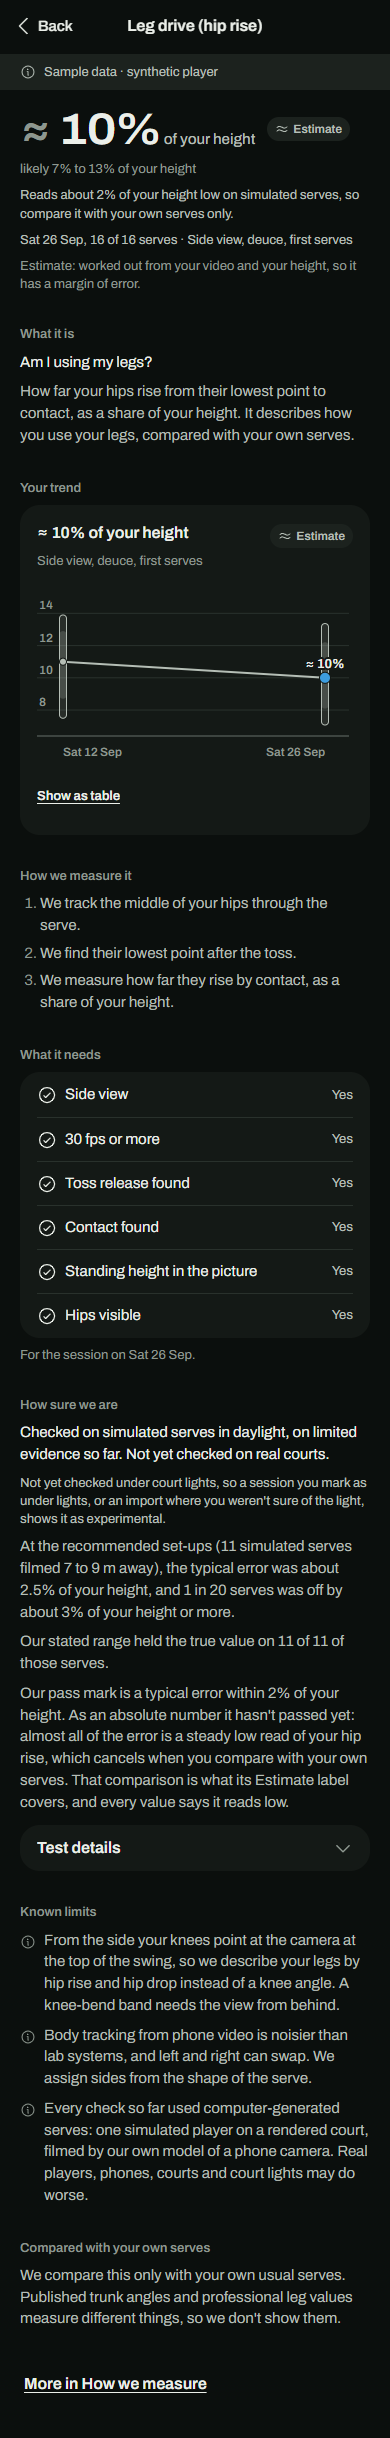 Back
Leg drive (hip rise)
Sample data · synthetic player
≈ 10% of your height
≈ Estimate
likely 7% to 13% of your height
Reads about 2% of your height low on simulated serves, so
compare it with your own serves only.
Sat 26 Sep, 16 of 16 serves · Side view, deuce, first serves
Estimate: worked out from your video and your height, so it
has a margin of error.
What it is
Am I using my legs?
How far your hips rise from their lowest point to
contact, as a share of your height. It describes how
you use your legs, compared with your own serves.
Your trend
≈ 10% of your height
≈ Estimate
Side view, deuce, first serves
14
12
≈ 10%
10
8
Sat 12 Sep
Sat 26 Sep
Show as table
How we measure it
1. We track the middle of your hips through the
serve.
2. We find their lowest point after the toss.
3. We measure how far they rise by contact, as a
share of your height.
What it needs
Side view Yes
30 fps or more Yes
Toss release found Yes
Contact found Yes
Standing height in the picture Yes
Hips visible Yes
For the session on Sat 26 Sep.
How sure we are
Checked on simulated serves in daylight, on limited
evidence so far. Not yet checked on real courts.
Not yet checked under court lights, so a session you mark as
under lights, or an import where you weren't sure of the light,
shows it as experimental.
At the recommended set-ups (11 simulated serves
filmed 7 to 9 m away), the typical error was about
2.5% of your height, and 1 in 20 serves was off by
about 3% of your height or more.
Our stated range held the true value on 11 of 11 of
those serves.
Our pass mark is a typical error within 2% of your
height. As an absolute number it hasn't passed yet:
almost all of the error is a steady low read of your hip
rise, which cancels when you compare with your own
serves. That comparison is what its Estimate label
covers, and every value says it reads low.
Test details
Known limits
From the side your knees point at the camera at
the top of the swing, so we describe your legs by
hip rise and hip drop instead of a knee angle. A
knee-bend band needs the view from behind.
Body tracking from phone video is noisier than
lab systems, and left and right can swap. We
assign sides from the shape of the serve.
Every check so far used computer-generated
serves: one simulated player on a rendered court,
filmed by our own model of a phone camera. Real
players, phones, courts and court lights may do
worse.
Compared with your own serves
We compare this only with your own usual serves.
Published trunk angles and professional leg values
measure different things, so we don't show them.
More in How we measure